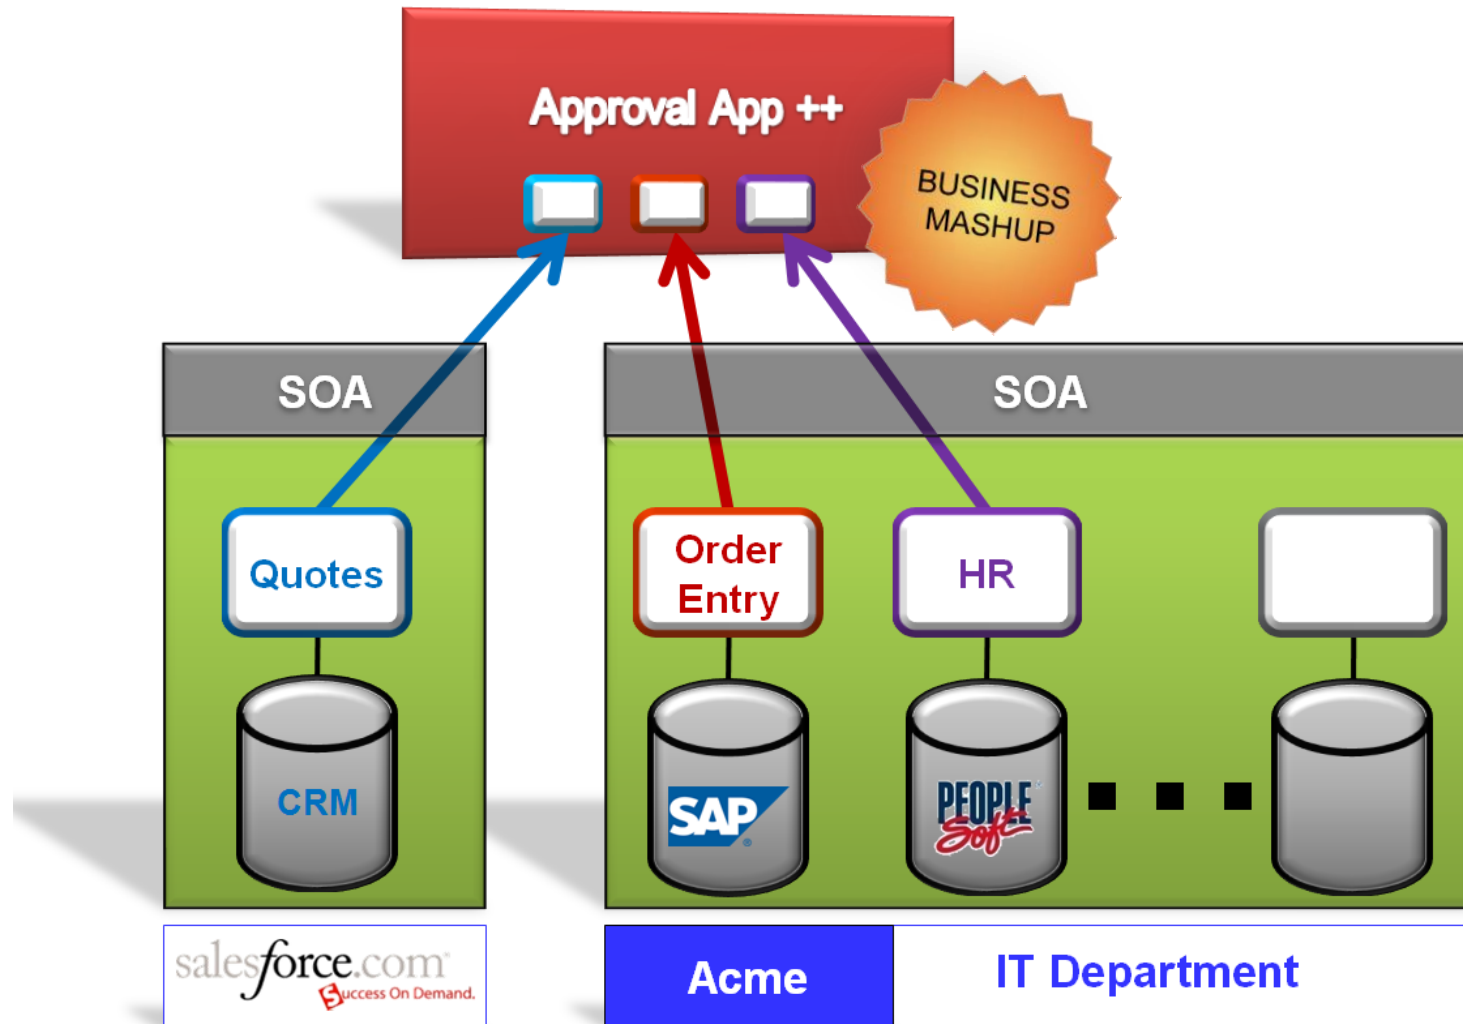 Approval App ++
BUSINESS
MASHUP
SOA
SOA
Quotes
Order
Entry
HR
CRM
SAP
PEOPLE
Soft
salesforce.com
Success On Demand.
Acme
IT Department